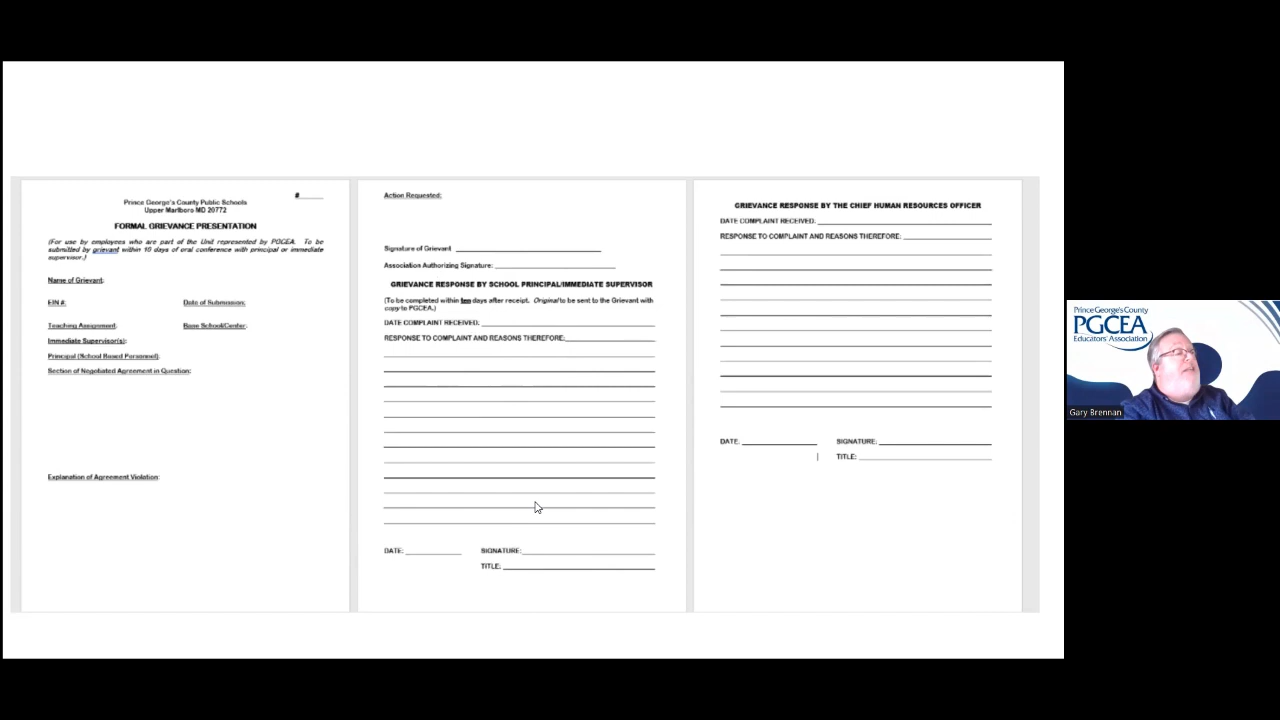 #______
Prince George's County Public Schools
Upper Marlboro MD 20772
FORMAL GRIEVANCE PRESENTATION
(For use by employees who are part of the Unit represented by PGCEA. To be
submitted by grievant within 10 days of oral conference with principal or immediate
supervisor.)
Name of Grievant:
EIN #: Date of Submission:
Teaching Assignment: Base School/Center:
Immediate Supervisor(s):
Principal (School Based Personnel):
Section of Negotiated Agreement in Question:
Explanation of Agreement Violation:
Action Requested:
Signature of Grievant
Association Authorizing Signature:
GRIEVANCE RESPONSE BY SCHOOL PRINCIPAL/IMMEDIATE SUPERVISOR
(To be completed within ten days after receipt. Original to be sent to the Grievant with
copy to PGCEA.)
DATE COMPLAINT RECEIVED:
RESPONSE TO COMPLAINT AND REASONS THEREFORE:
DATE: SIGNATURE:
TITLE:
GRIEVANCE RESPONSE BY THE CHIEF HUMAN RESOURCES OFFICER
DATE COMPLAINT RECEIVED:
RESPONSE TO COMPLAINT AND REASONS THEREFORE:
DATE: SIGNATURE:
TITLE:
Prince George's County
PGCEA
Educators' Association
Gary Brennan